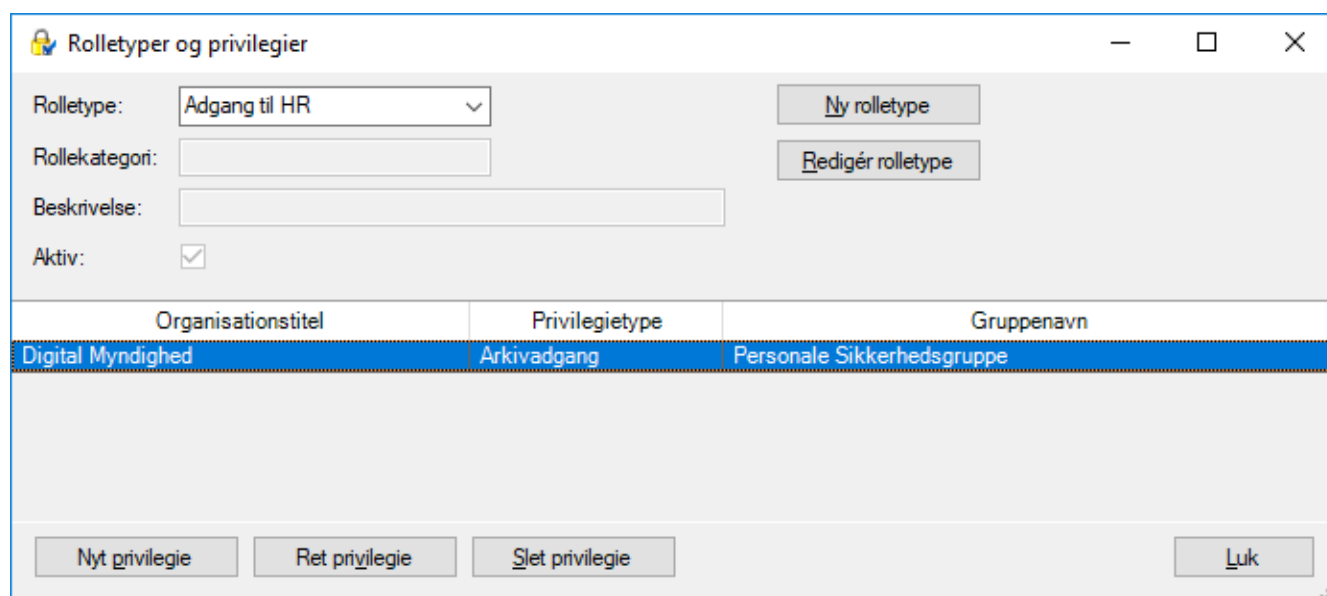 Rolletyper og privilegier
Rolletype: Adgang til HR Ny rolletype
Rollekategori: Redigér rolletype
Beskrivelse:
Aktiv:
Organisationstitel Privilegietype Gruppenavn
Digital Myndighed Arkivadgang Personale Sikkerhedsgruppe
Nyt privilegie Ret privilegie Slet privilegie Luk